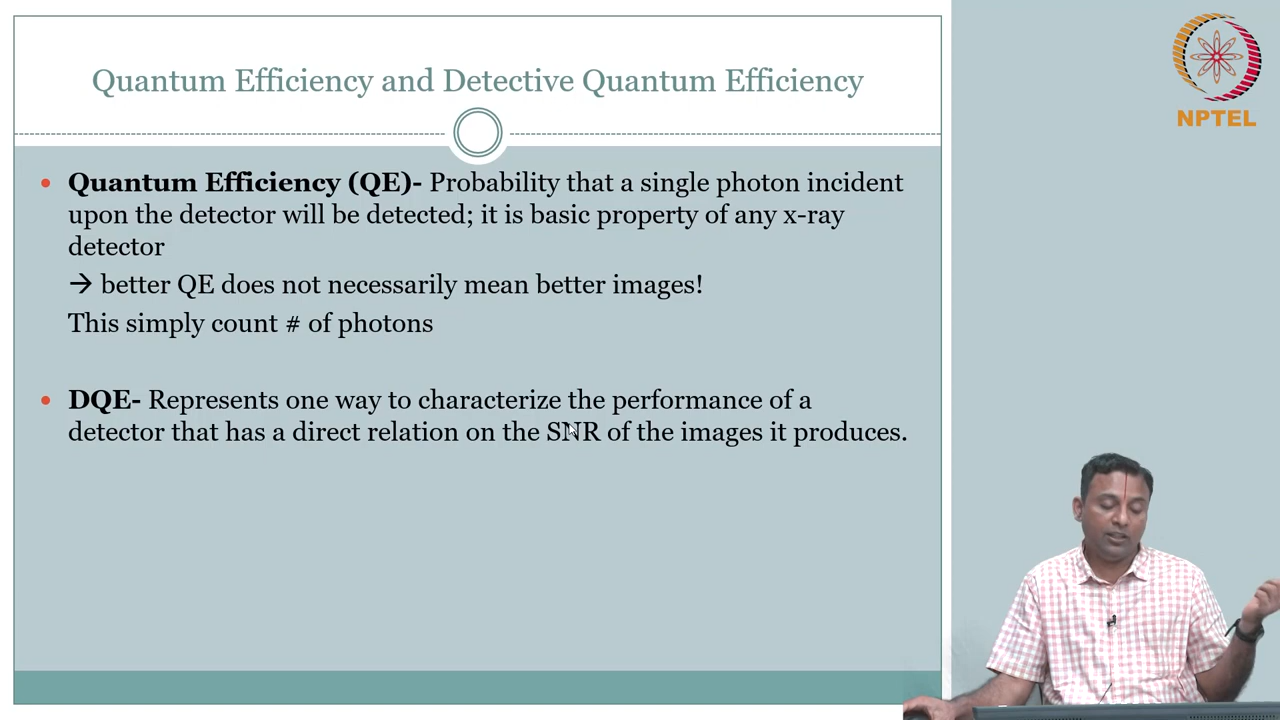 Quantum Efficiency and Detective Quantum Efficiency
NPTEL
• Quantum Efficiency (QE)- Probability that a single photon incident
upon the detector will be detected; it is basic property of any x-ray
detector
→ better QE does not necessarily mean better images!
This simply count # of photons
• DQE- Represents one way to characterize the performance of a
detector that has a direct relation on the SNR of the images it produces.